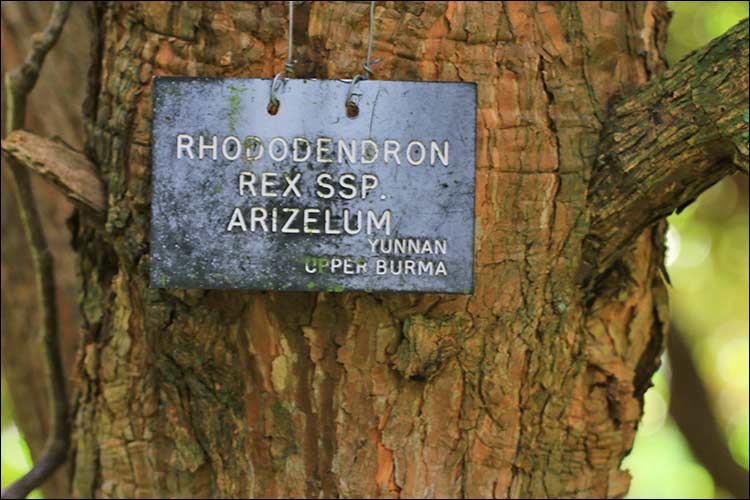 RHODODENDRON
REX SSP.
ARIZELUM
YUNNAN
UPPER BURMA